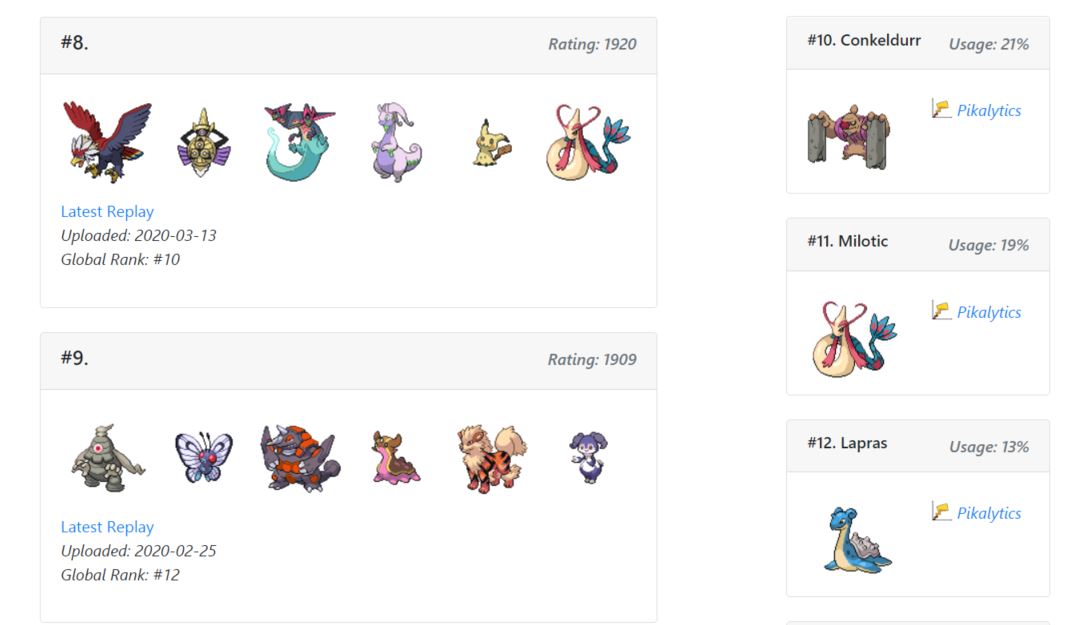 #8.
Rating: 1920
Latest Replay
Uploaded: 2020-03-13
Global Rank: #10
#9.
Rating: 1909
Latest Replay
Uploaded: 2020-02-25
Global Rank: #12
#10. Conkeldurr
Usage: 21%
Pikalytics
#11. Milotic
Usage: 19%
Pikalytics
#12. Lapras
Usage: 13%
Pikalytics